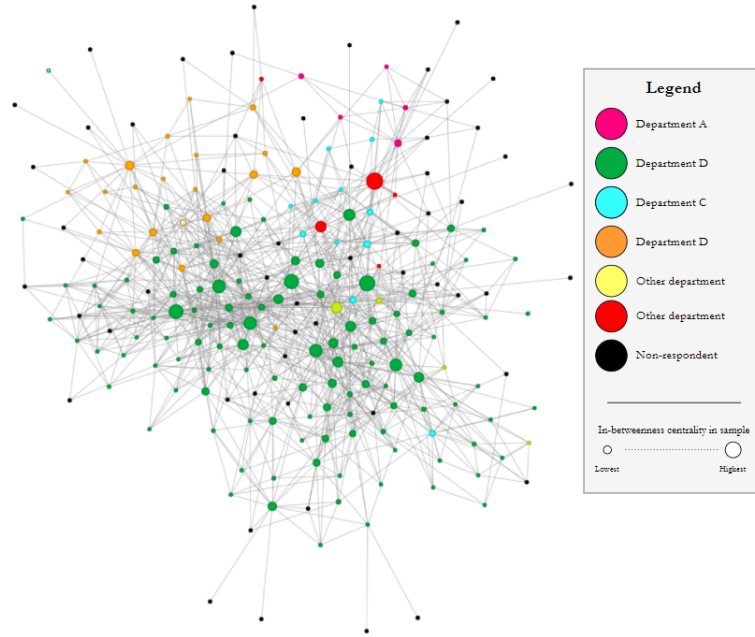 Legend
Department A
Department D
Department C
Department D
Other department
Other department
Non-respondent
In-betweenness centrality in sample
Lowest
Highest